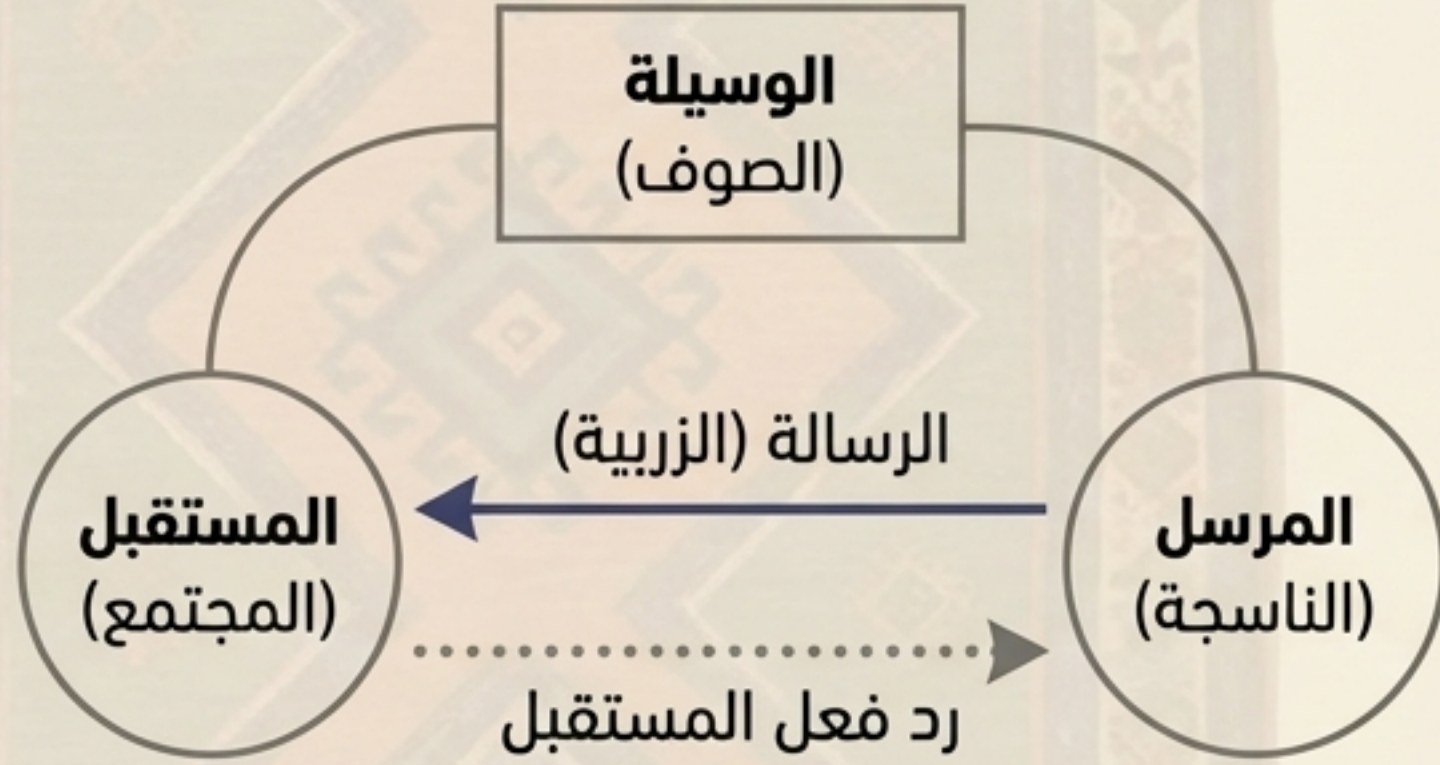 الوسيلة
(الصوف)
الرسالة (الزربية)
المرسل
(الناسجة)
المستقبل
(المجتمع)
رد فعل المستقبل